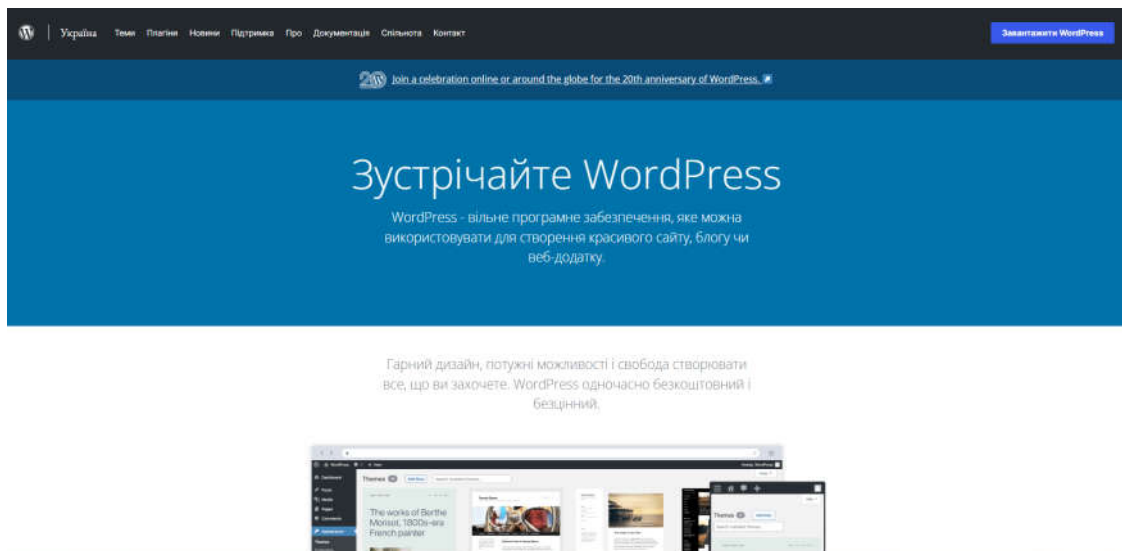 Україна Теми Плагіни Новини Підтримка Про Документація Спільнота Контакт Завантажити WordPress
20 Join a celebration online or around the globe for the 20th anniversary of WordPress.
Зустрічайте WordPress
WordPress - вільне програмне забезпечення, яке можна
використовувати для створення красивого сайту, блогу чи
веб-додатку.
Гарний дизайн, потужні можливості і свобода створювати
все, що ви захочете. WordPress одночасно безкоштовний і
безцінний.
Themes
The works of Berthe
Morisot, 1800s-era
French painter
Themes